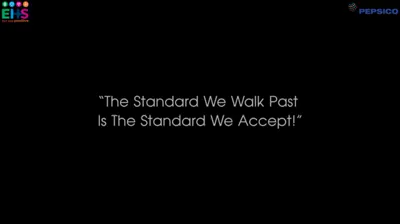 EHS
PEPSICO
“The Standard We Walk Past
Is The Standard We Accept!”